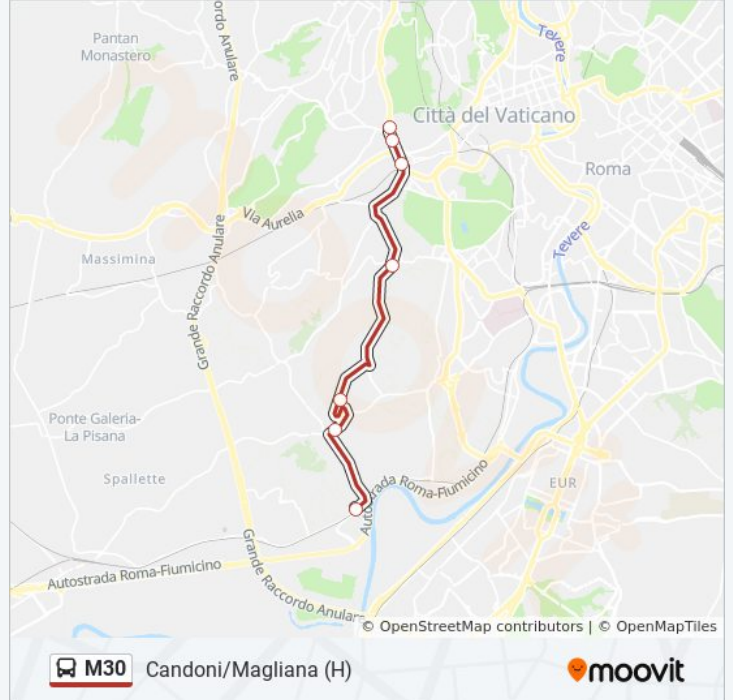 ordo Anulare
Tevere
Pantan
Monastero
Città del Vaticano
Roma
Via Aurelia
Tevere
Massimina
Grande Raccordo Anulare
Ponte Galeria-
La Pisana
Spallette
Autostrada Roma-Fiumicino
EUR
Grande Raccordo Anulare
Autostrada Roma-Fiumicino
© OpenStreetMap contributors | © OpenMapTiles
M30 Candoni/Magliana (H)
moovit